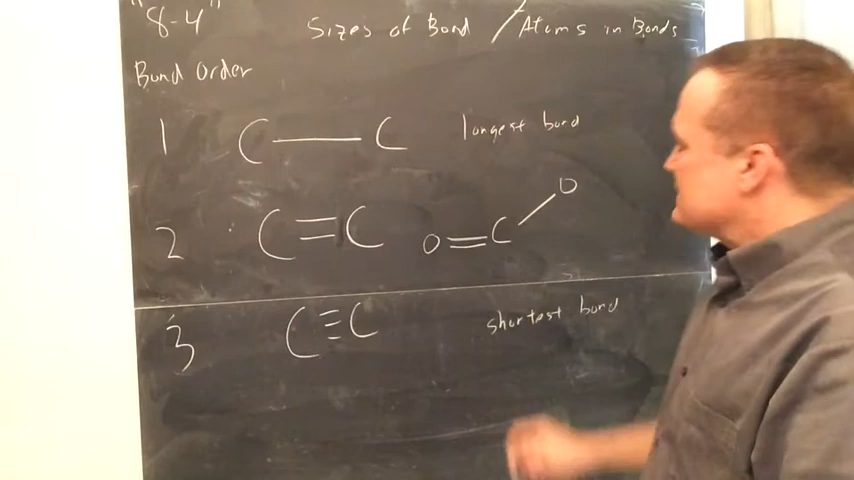 "8-4" Sizes of Bond / Atoms in Bonds
Bond Order
1 C — C longest bond
O
2 C = C O = C
3 C ≡ C shortest bond